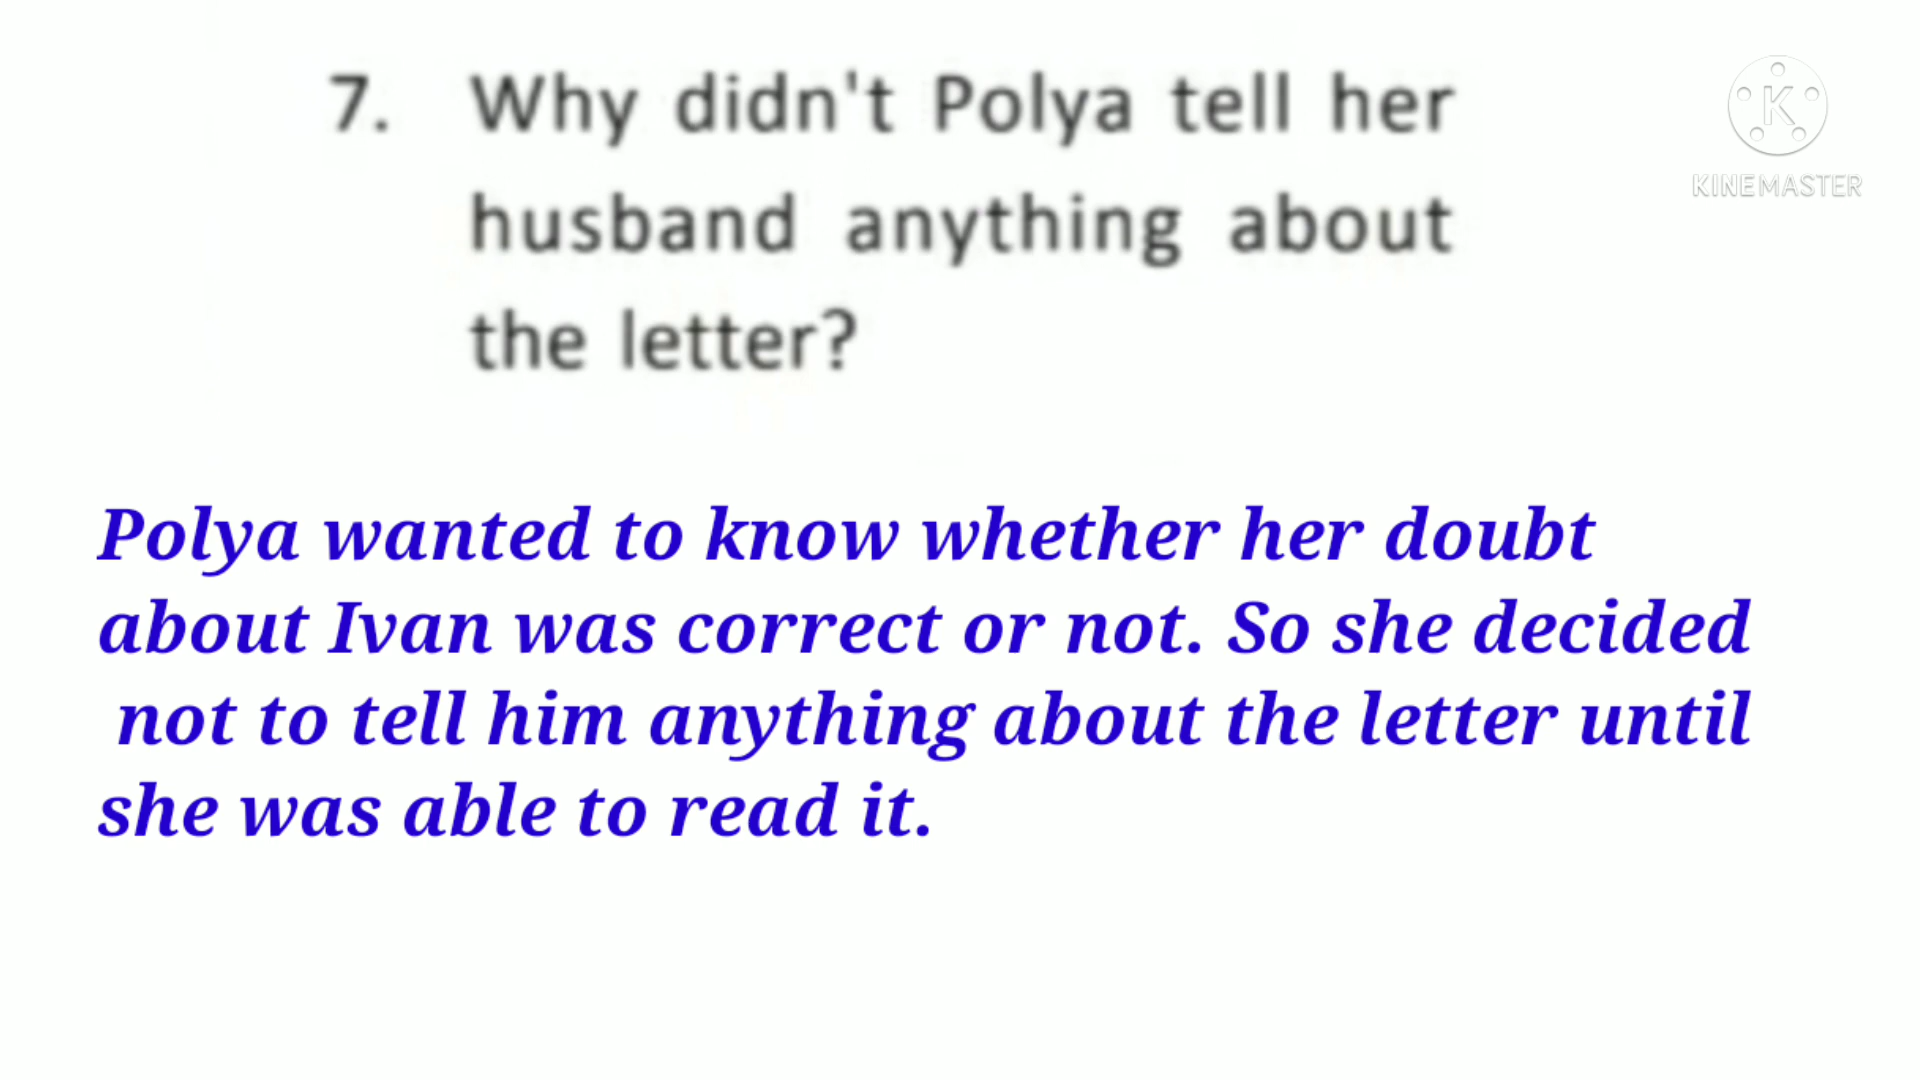 7. Why didn't Polya tell her
husband anything about
the letter?
K
KINEMASTER
Polya wanted to know whether her doubt
about Ivan was correct or not. So she decided
not to tell him anything about the letter until
she was able to read it.